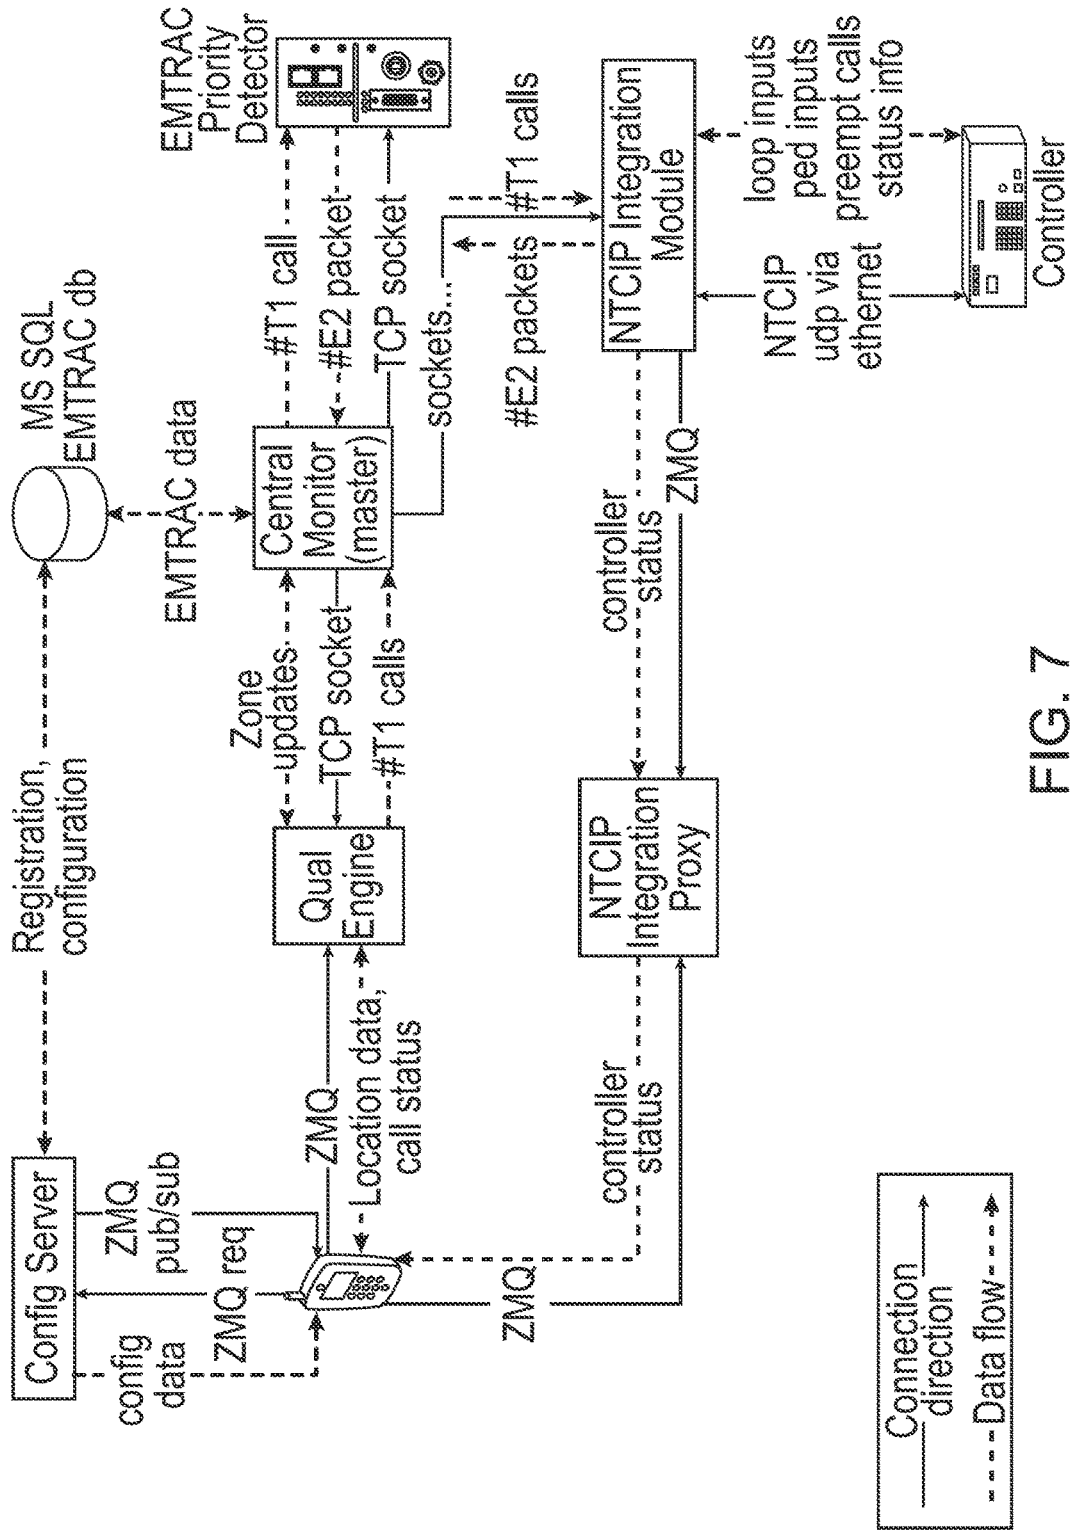 MS SQL
EMTRAC db
EMTRAC
Priority
Detector
Registration,
configuration
Config Server
EMTRAC data
ZMQ
pub/sub
ZMQ req
config
data
Zone
updates
TCP socket
#T1 calls
Central
Monitor
(master)
#T1 call
#E2 packet
TCP socket
Qual
Engine
ZMQ
Location data,
call status
sockets...
#E2 packets
#T1 calls
ZMQ
controller
status
NTCIP
Integration
Proxy
controller
status
ZMQ
NTCIP Integration
Module
NTCIP
udp via
ethernet
loop inputs
ped inputs
preempt calls
status info
Controller
Connection
direction
Data flow
FIG. 7